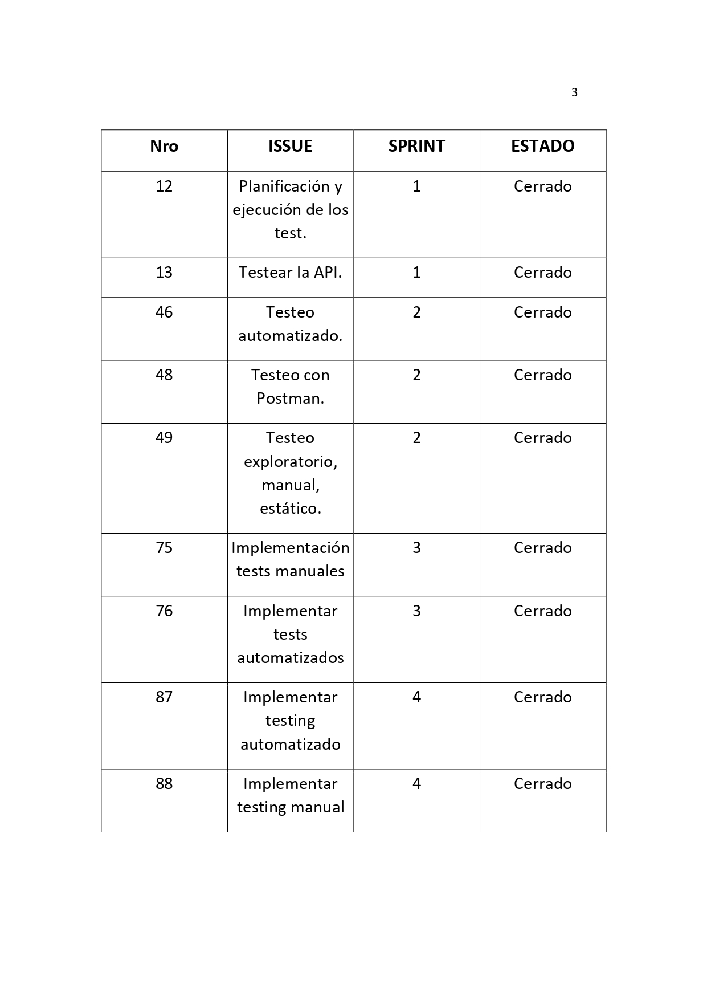 3
Nro ISSUE SPRINT ESTADO
12 Planificación y 1 Cerrado
ejecución de los
test.
13 Testear la API. 1 Cerrado
46 Testeo 2 Cerrado
automatizado.
48 Testeo con 2 Cerrado
Postman.
49 Testeo 2 Cerrado
exploratorio,
manual,
estático.
75 Implementación 3 Cerrado
tests manuales
76 Implementar 3 Cerrado
tests
automatizados
87 Implementar 4 Cerrado
testing
automatizado
88 Implementar 4 Cerrado
testing manual